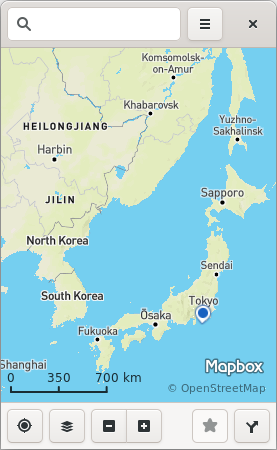 Komsomolsk-
on-Amur
Khabarovsk
Yuzhno-
Sakhalinsk
HEILONGJIANG
Harbin
JILIN
Sapporo
North Korea
Sendai
South Korea
Tokyo
Ōsaka
Fukuoka
Shanghai
Mapbox
0 350 700 km
© OpenStreetMap